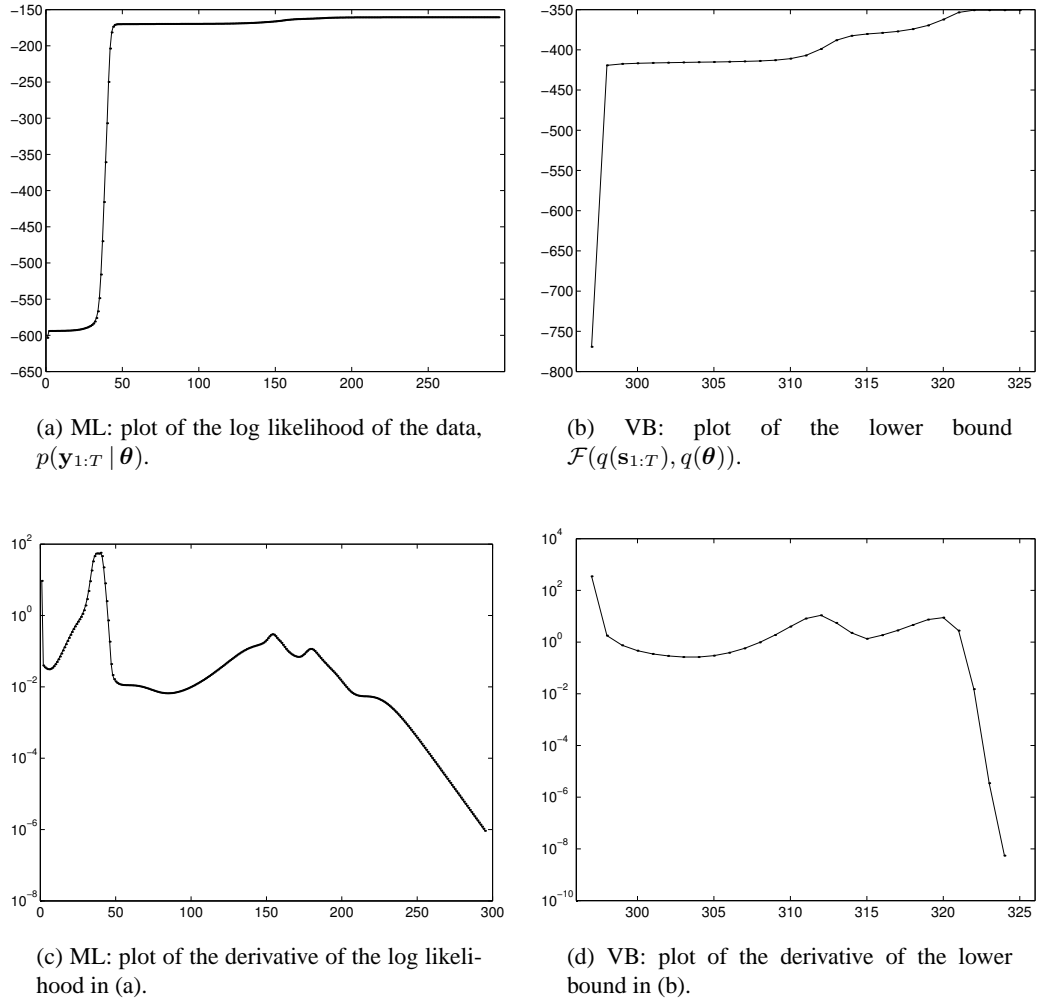 −150
−200
−250
−300
−350
−400
−450
−500
−550
−600
−650
0 50 100 150 200 250
(a) ML: plot of the log likelihood of the data,
p(y1:T | θ).
−350
−400
−450
−500
−550
−600
−650
−700
−750
−800
300 305 310 315 320 325
(b) VB: plot of the lower bound
F(q(s1:T), q(θ)).
10^2
10^0
10^−2
10^−4
10^−6
10^−8
0 50 100 150 200 250 300
(c) ML: plot of the derivative of the log likeli-
hood in (a).
10^4
10^2
10^0
10^−2
10^−4
10^−6
10^−8
10^−10
300 305 310 315 320 325
(d) VB: plot of the derivative of the lower
bound in (b).